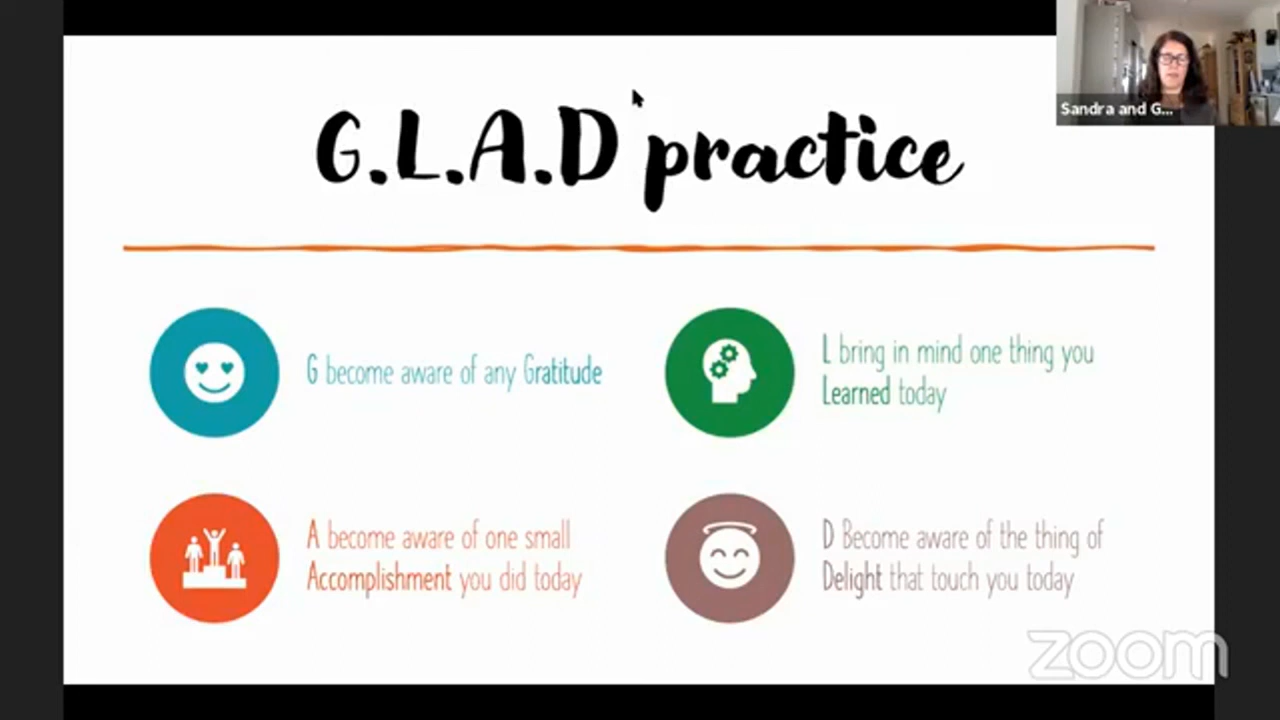 G.L.A.D practice
Sandra and G...
G become aware of any Gratitude
L bring in mind one thing you
Learned today
A become aware of one small
Accomplishment you did today
D Become aware of the thing of
Delight that touch you today
zoom